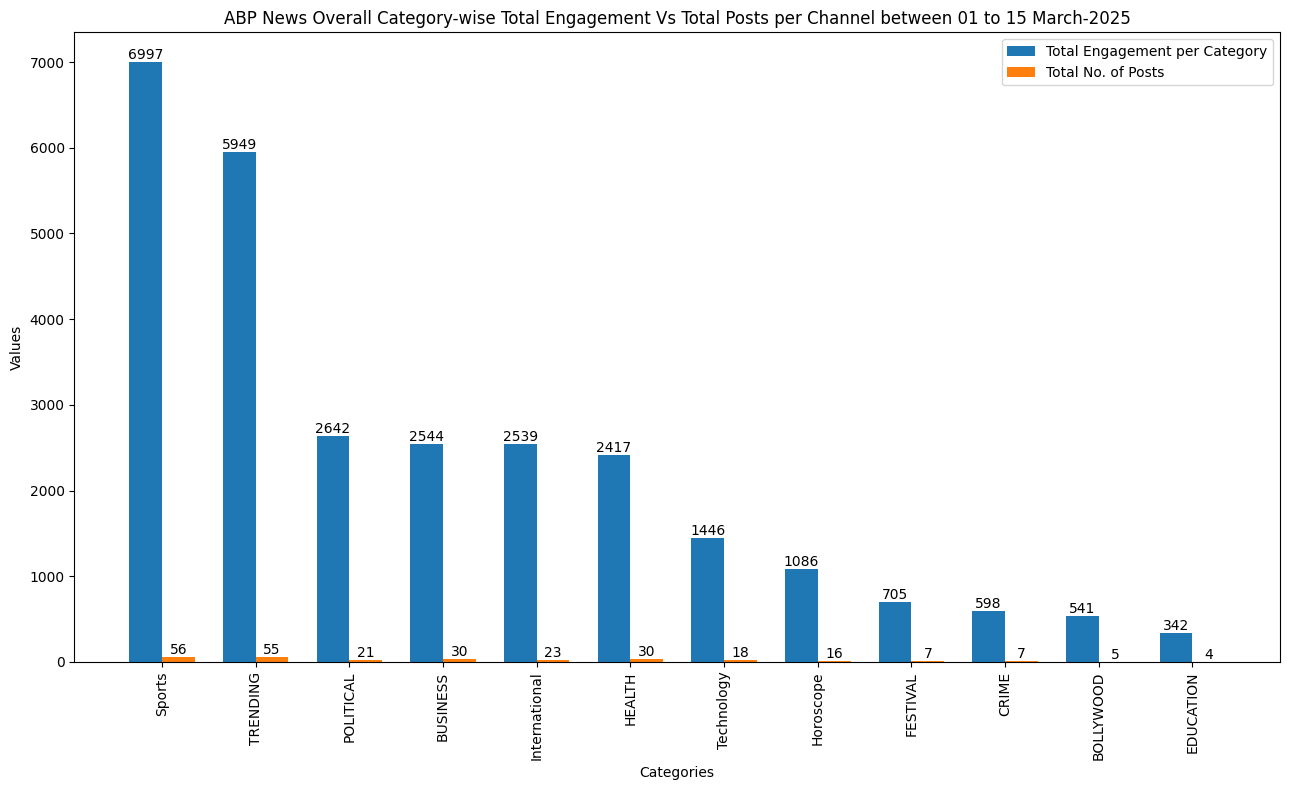 ABP News Overall Category-wise Total Engagement Vs Total Posts per Channel between 01 to 15 March-2025
Total Engagement per Category
Total No. of Posts
Values
7000
6000
5000
4000
3000
2000
1000
0
6997
56
5949
55
2642
21
2544
30
2539
23
2417
30
1446
18
1086
16
705
7
598
7
541
5
342
4
Sports
TRENDING
POLITICAL
BUSINESS
International
HEALTH
Technology
Horoscope
FESTIVAL
CRIME
BOLLYWOOD
EDUCATION
Categories